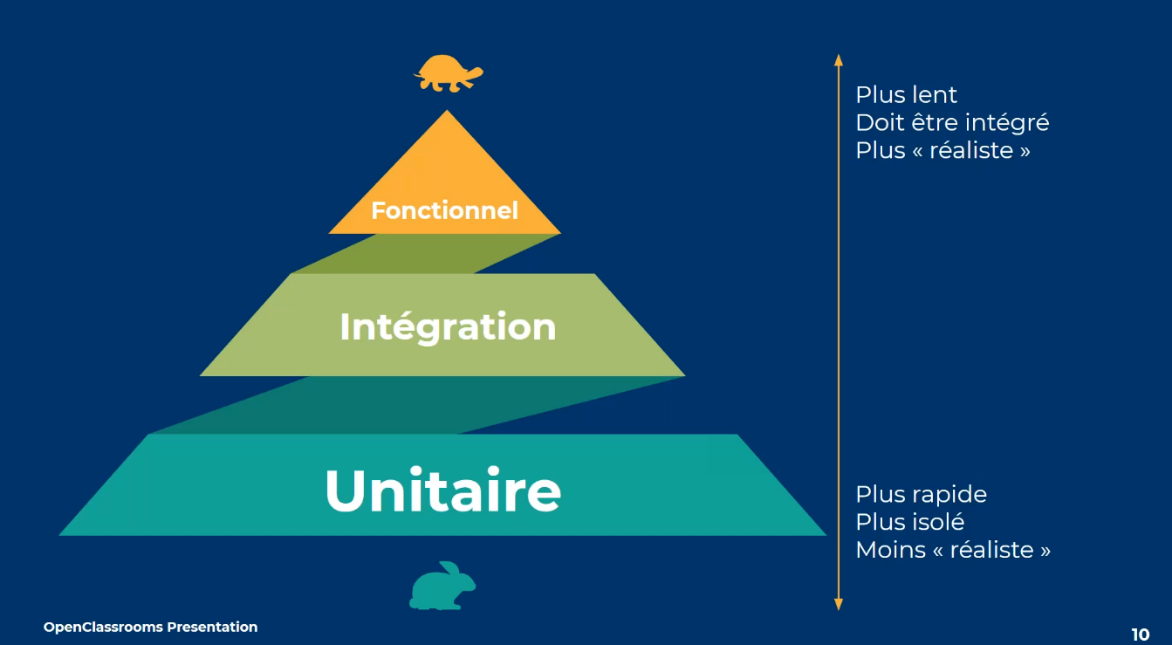 Plus lent
Doit être intégré
Plus « réaliste »
Fonctionnel
Intégration
Unitaire
Plus rapide
Plus isolé
Moins « réaliste »
OpenClassrooms Presentation
10